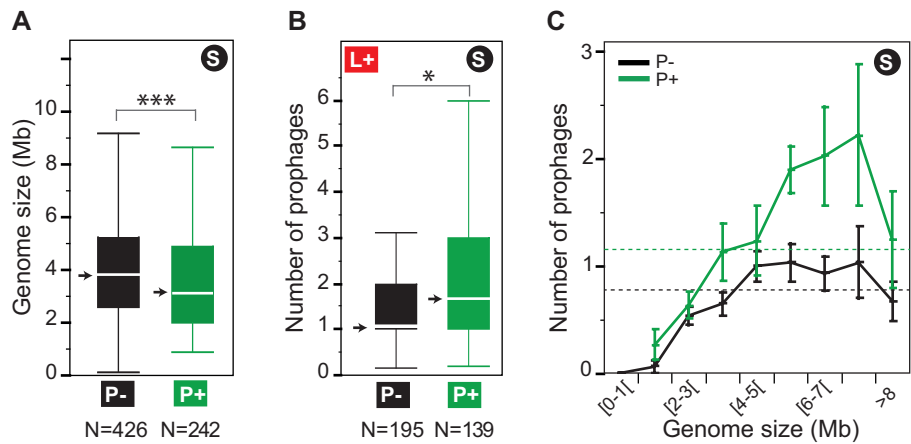 A
S
Genome size (Mb)
10
8
6
4
2
0
***
P-
P+
N=426
N=242
B
L+
S
Number of prophages
6
5
4
3
2
1
0
*
P-
P+
N=195
N=139
C
P-
P+
S
Number of prophages
3
2
1
0
[0-1[
[2-3[
[4-5[
[6-7[
>8
Genome size (Mb)